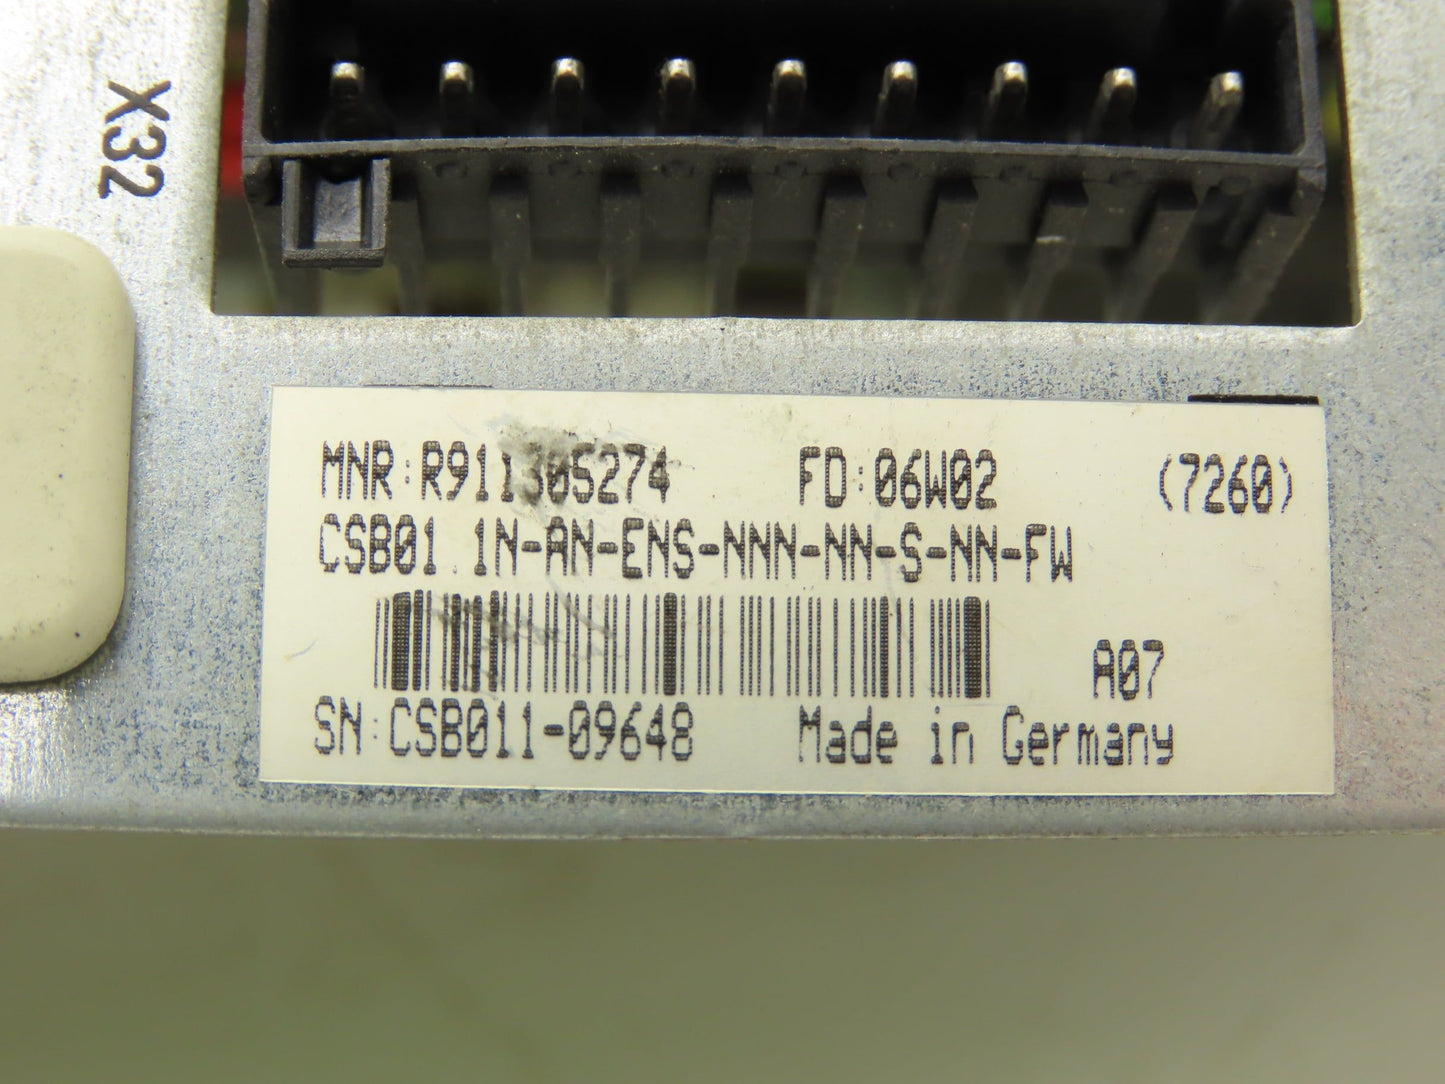 X32
MNR:R911305274 FD:06W02 (7260)
CSB01.1N-AN-ENS-NNN-NN-S-NN-FW
A07
SN:CSB011-09648 Made in Germany